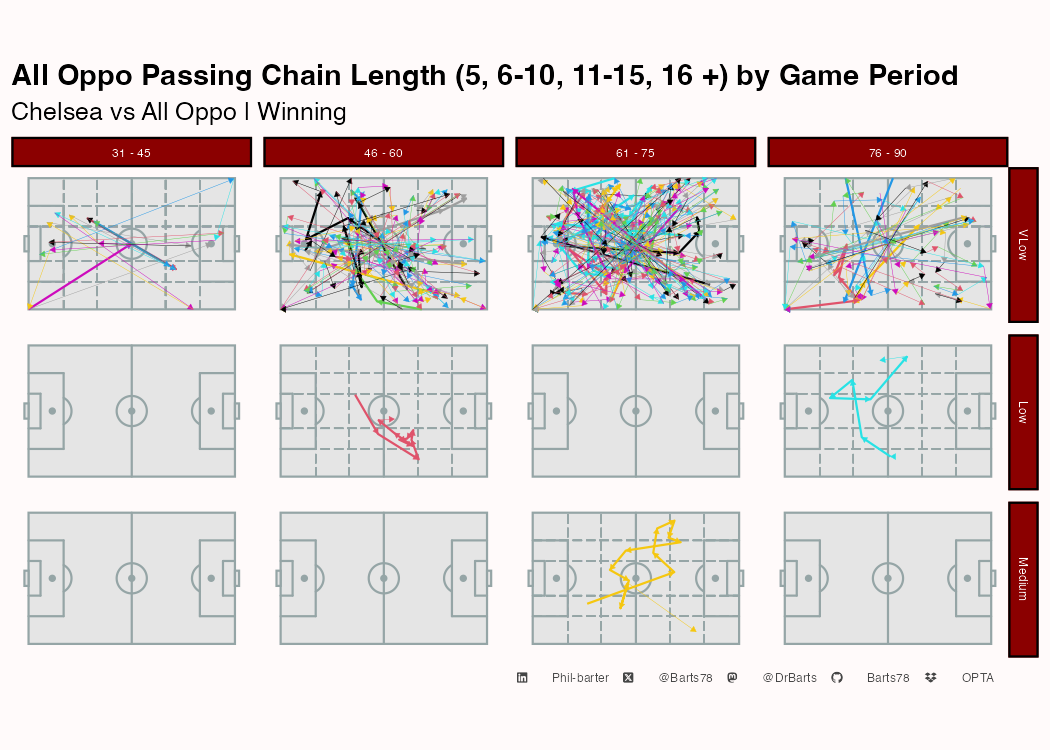 All Oppo Passing Chain Length (5, 6-10, 11-15, 16 +) by Game Period
Chelsea vs All Oppo | Winning
31 - 45
46 - 60
61 - 75
76 - 90
V.Low
Low
Medium
Phil-barter @Barts78 @DrBarts Barts78 OPTA